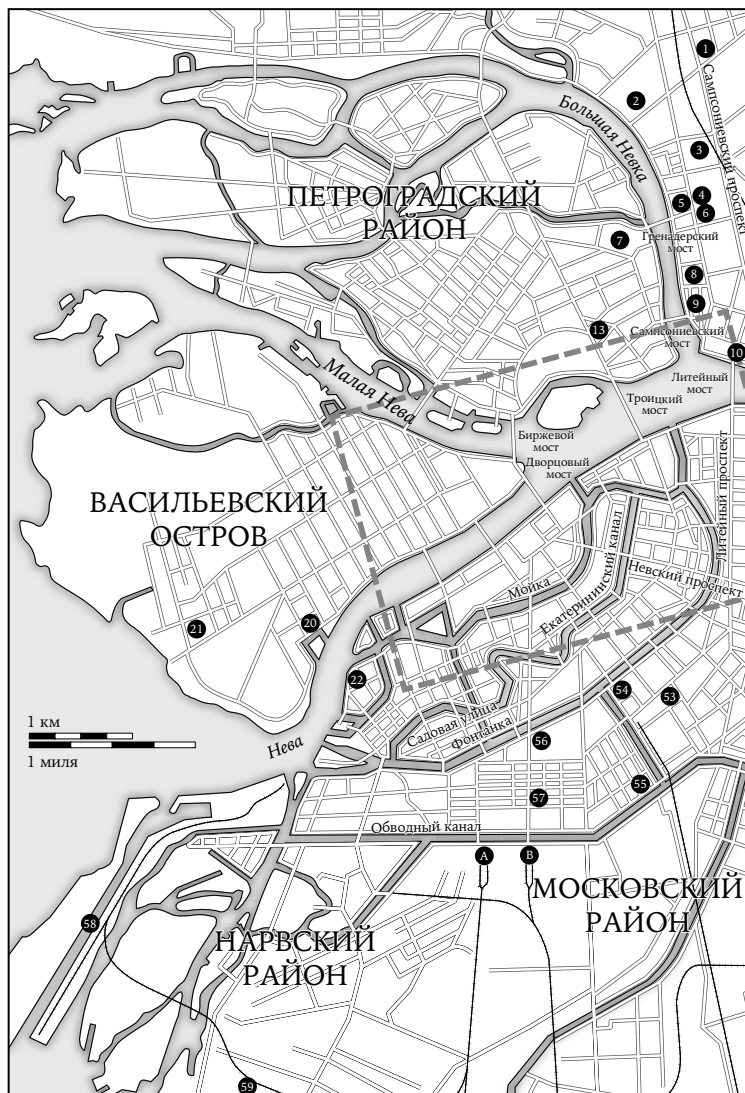 1
Сампсониевский проспект
2
Большая Невка
3
4
5
6
ПЕТРОГРАДСКИЙ
РАЙОН
7
Гренадерский
мост
8
9
13
Сампсониевский
мост
10
Малая Нева
Литейный
мост
Троицкий
мост
Биржевой
мост
Дворцовый
мост
Литейный проспект
ВАСИЛЬЕВСКИЙ
ОСТРОВ
Екатерининский канал
Невский проспект
Мойка
20
21
22
54
53
Садовая улица
Фонтанка
1 км
1 миля
Нева
56
55
57
Обводный канал
A
B
МОСКОВСКИЙ
РАЙОН
58
НАРВСКИЙ
РАЙОН
59